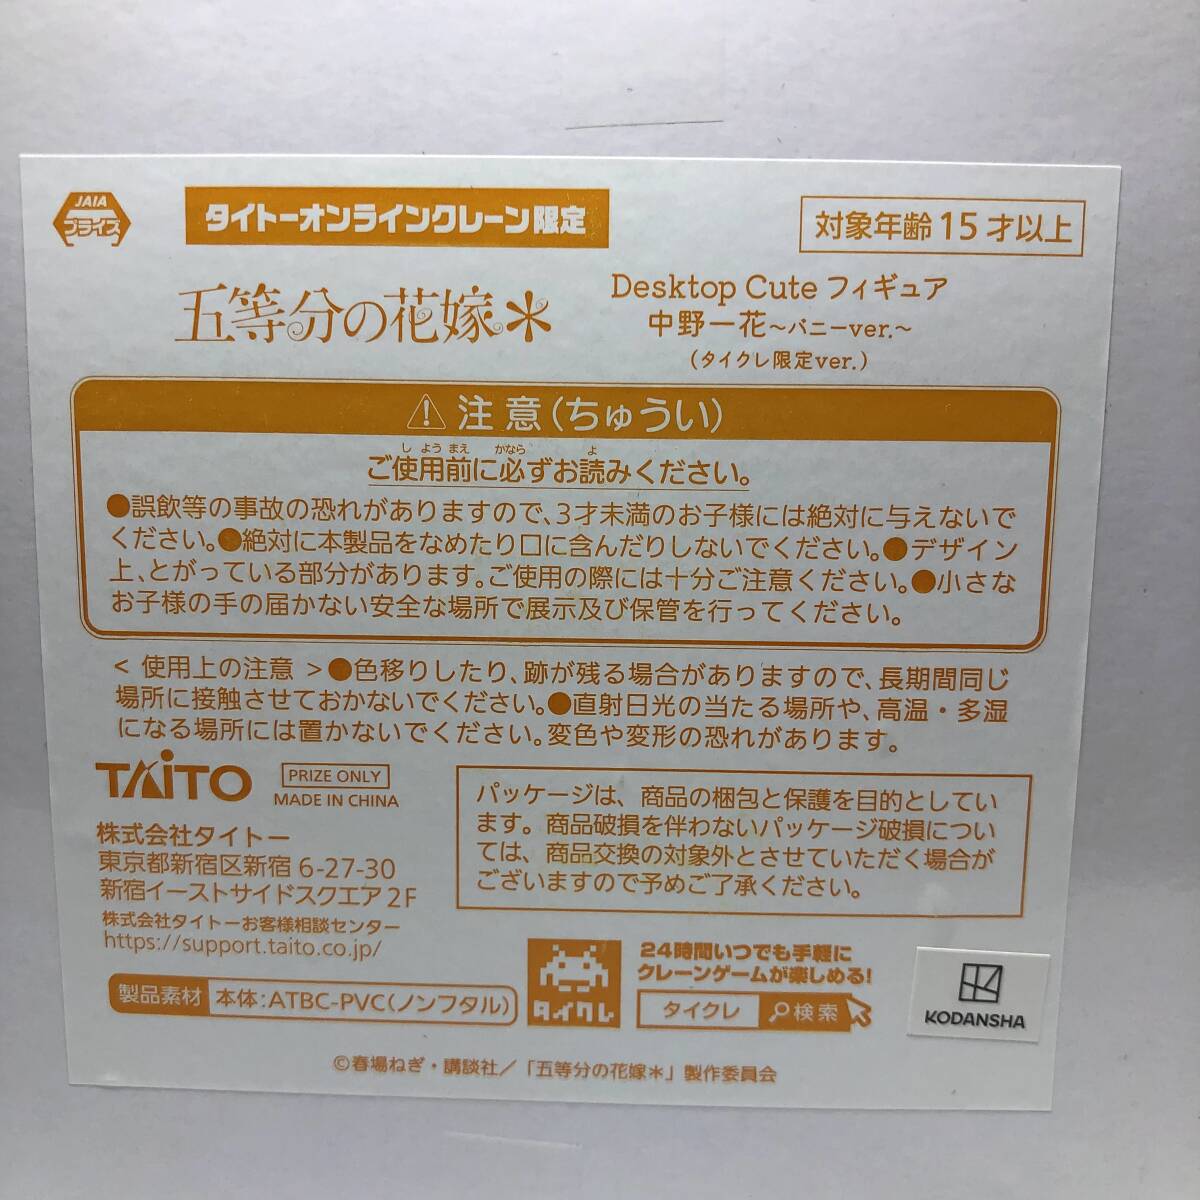 JAIA
プライズ
タイトーオンラインクレーン限定
対象年齢15才以上
五等分の花嫁＊
Desktop Cute フィギュア
中野一花～バニーver.～
(タイクレ限定ver.)
⚠注意(ちゅうい)
しようまえ かなら よ
ご使用前に必ずお読みください。
●誤飲等の事故の恐れがありますので、3才未満のお子様には絶対に与えないで
ください。●絶対に本製品をなめたり口に含んだりしないでください。●デザイン
上、とがっている部分があります。ご使用の際には十分ご注意ください。●小さな
お子様の手の届かない安全な場所で展示及び保管を行ってください。
< 使用上の注意 >●色移りしたり、跡が残る場合がありますので、長期間同じ
場所に接触させておかないでください。●直射日光の当たる場所や、高温・多湿
になる場所には置かないでください。変色や変形の恐れがあります。
TAITO
PRIZE ONLY
MADE IN CHINA
株式会社タイトー
東京都新宿区新宿 6-27-30
新宿イーストサイドスクエア 2F
株式会社タイトーお客様相談センター
https://support.taito.co.jp/
パッケージは、商品の梱包と保護を目的としてい
ます。商品破損を伴わないパッケージ破損につい
ては、商品交換の対象外とさせていただく場合が
ございますので予めご了承ください。
製品素材 本体:ATBC-PVC(ノンフタル)
タイクレ
24時間いつでも手軽に
クレーンゲームが楽しめる!
タイクレ 検索
KODANSHA
©春場ねぎ・講談社／「五等分の花嫁＊」製作委員会